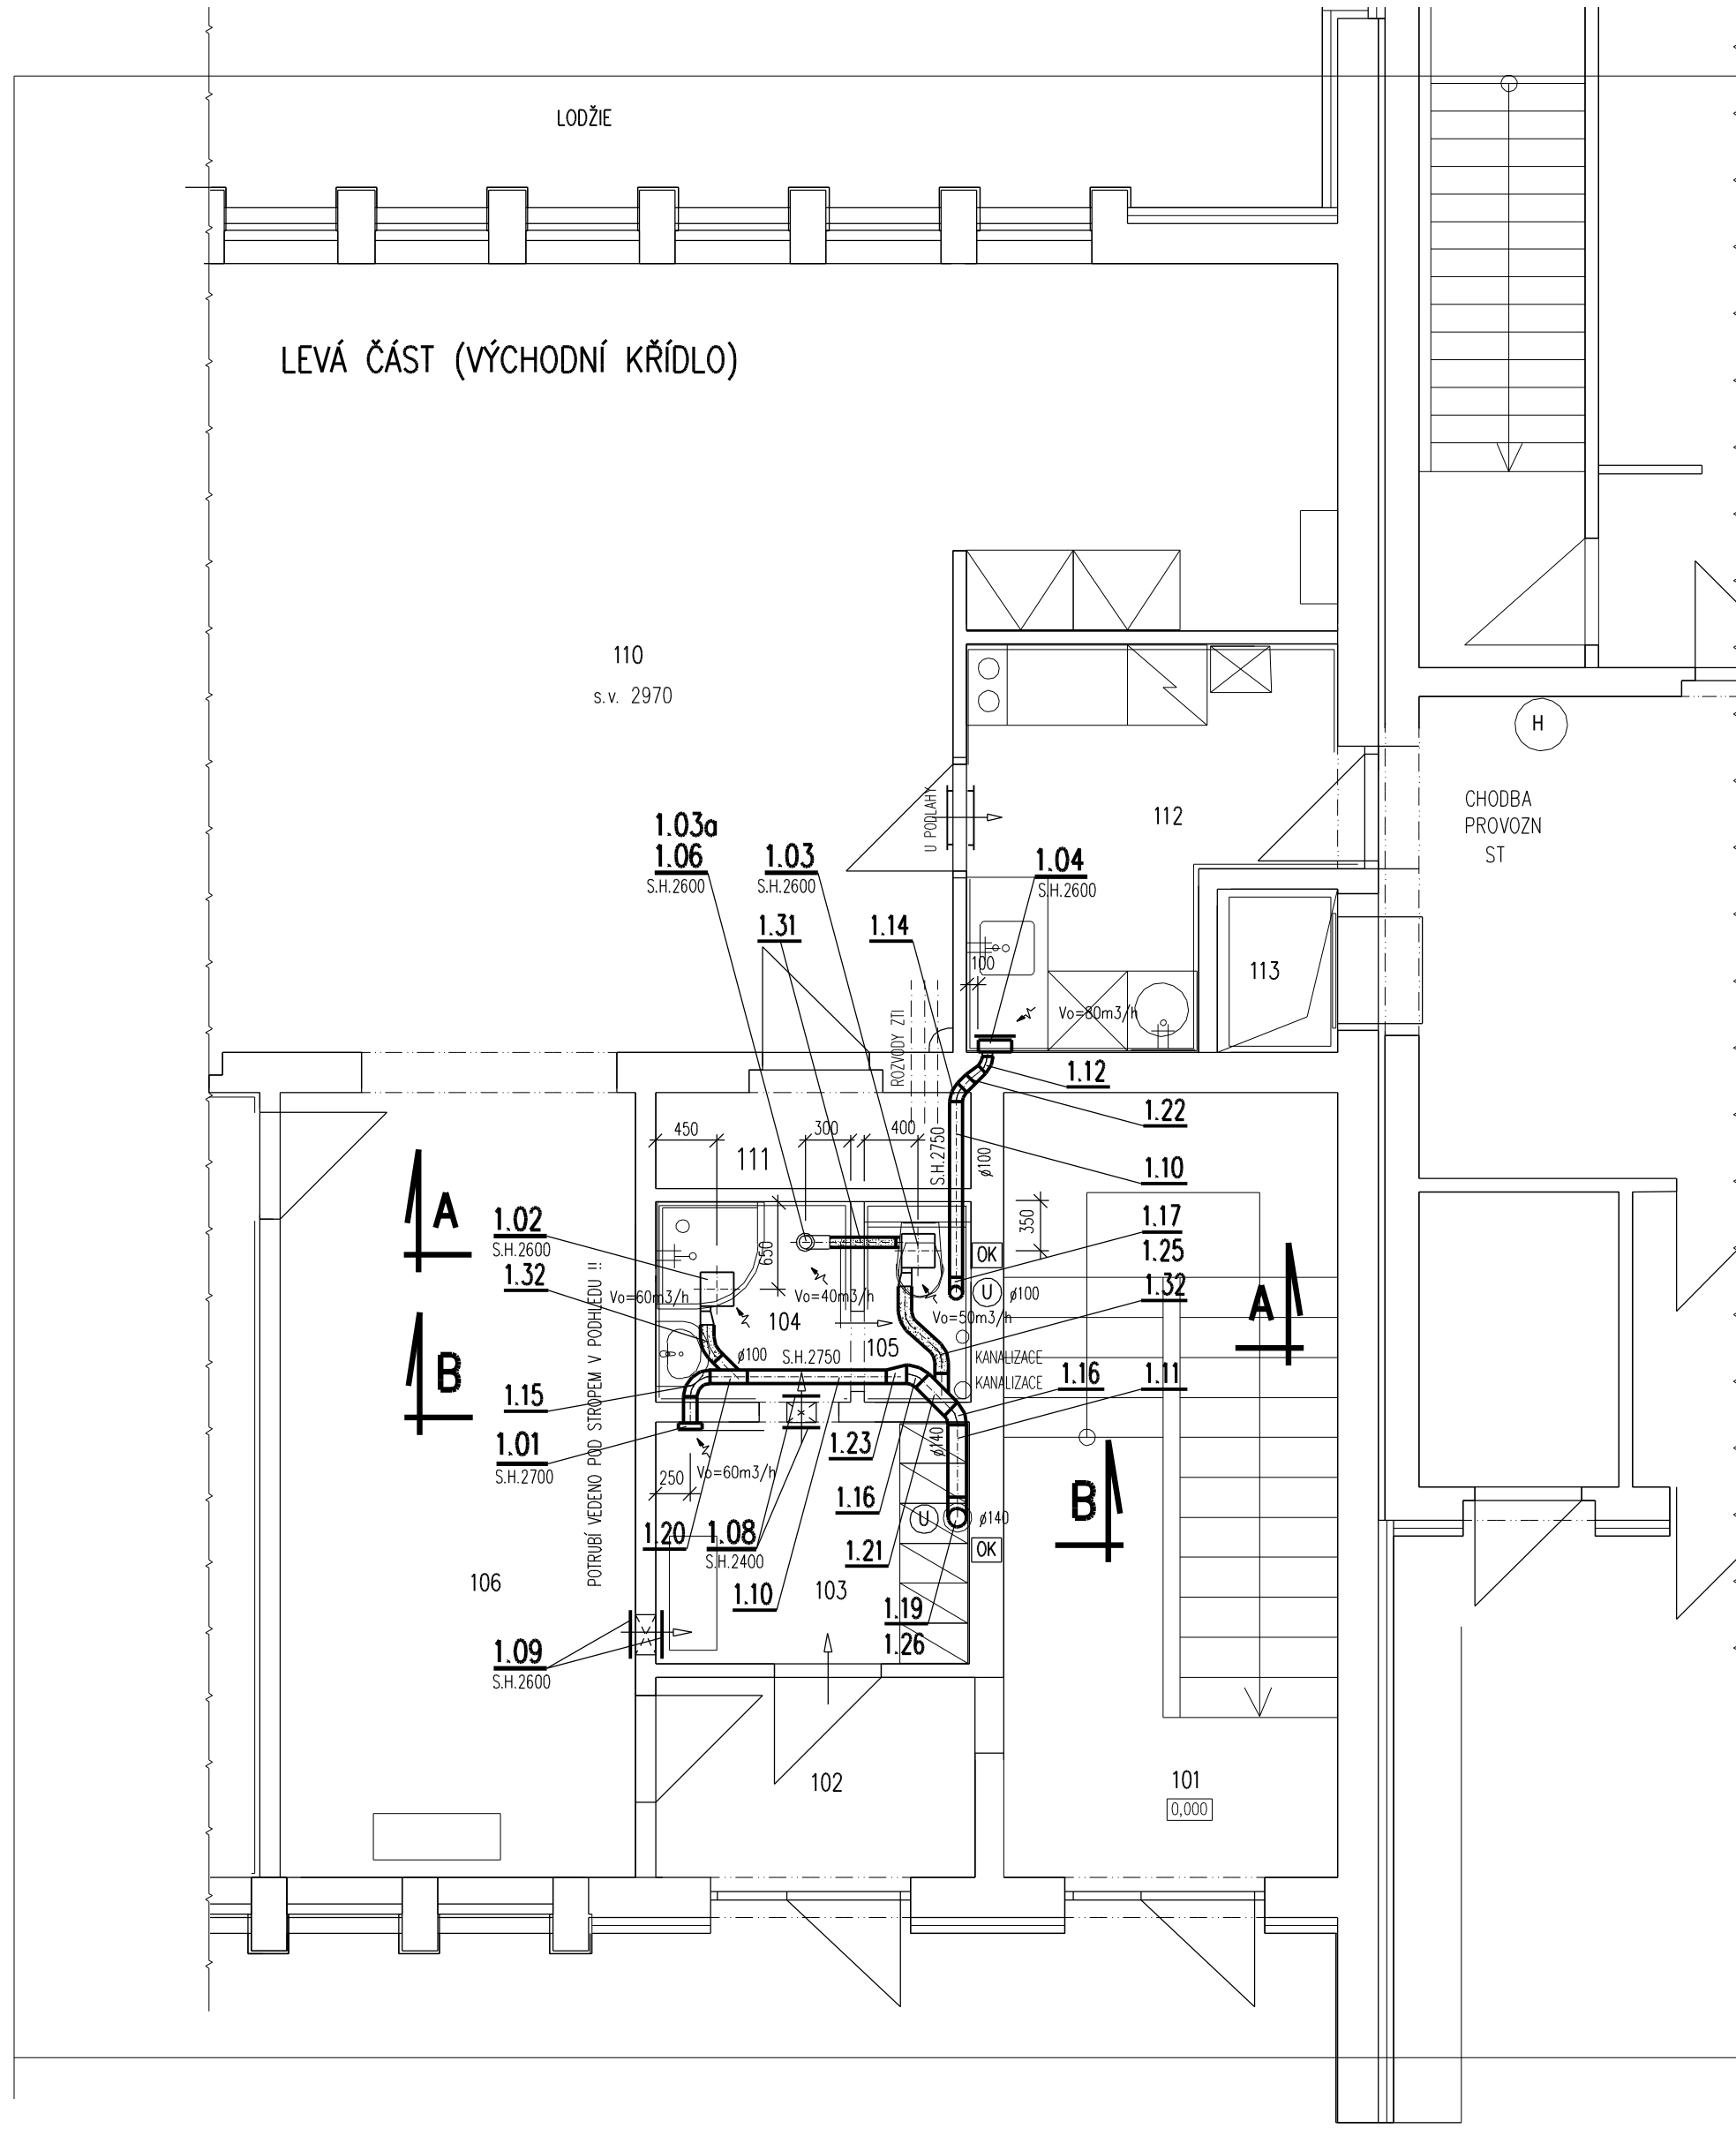 LODŽIE
LEVÁ ČÁST (VÝCHODNÍ KŘÍDLO)
110
s.v. 2970
H
CHODBA
PROVOZN
ST
U PODLAHY
112
1.03a
1.06
S.H.2600
1.03
S.H.2600
1.04
S.H.2600
1.31
1.14
100
113
Vo=80m3/h
ROZVODY ZTI
1.12
1.22
450
300
400
111
S.H.2750
ø100
1.10
A
1.02
S.H.2600
1.32
650
350
1.17
1.25
OK
U
ø100
1.32
Vo=60m3/h
Vo=40m3/h
Vo=50m3/h
104
105
A
B
POTRUBÍ VEDENO POD STROPEM V PODHLEDU !!
ø100
S.H.2750
KANALIZACE
KANALIZACE
1.16
1.11
1.15
1.01
S.H.2700
250
Vo=60m3/h
1.23
ø140
1.16
B
U
ø140
OK
1.20
1.08
S.H.2400
1.21
106
1.10
103
1.19
1.26
1.09
S.H.2600
102
101
0,000